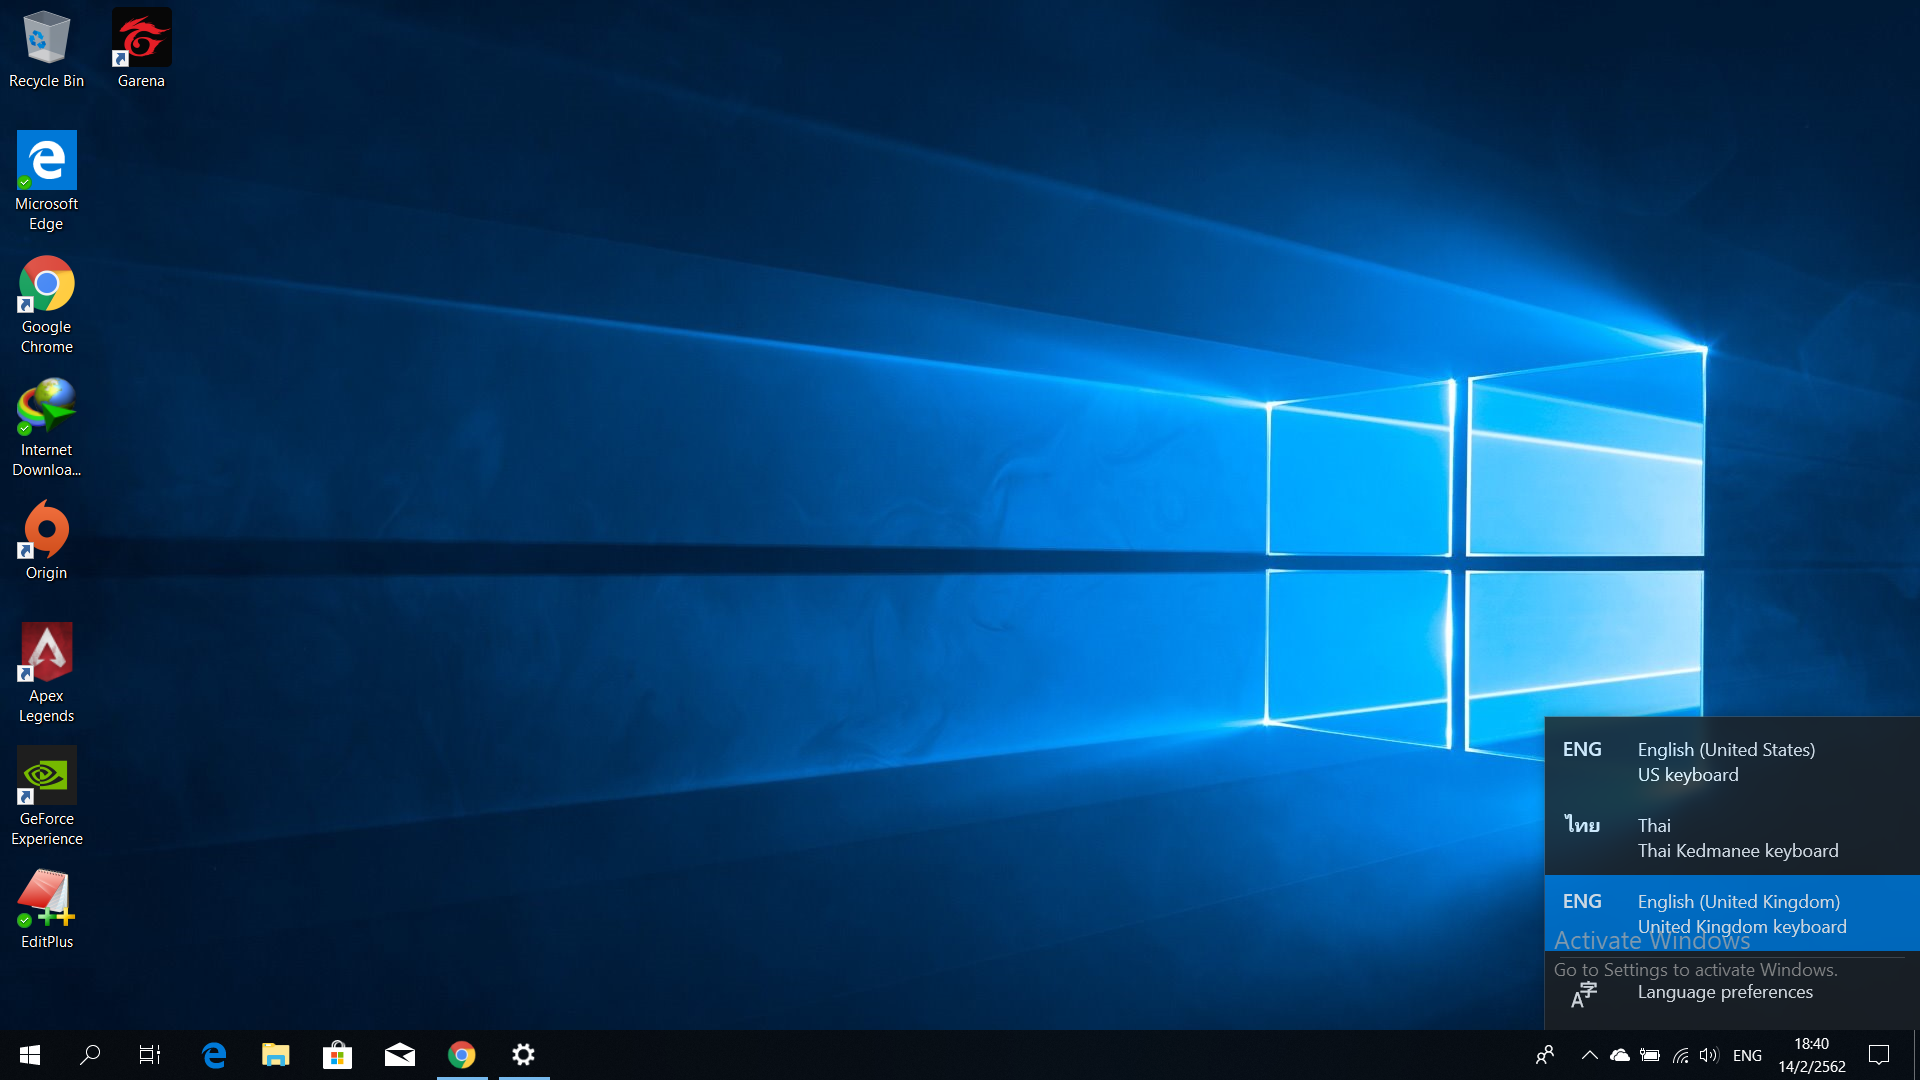 Recycle Bin
Garena
Microsoft
Edge
Google
Chrome
Internet
Downloa...
Origin
Apex
Legends
GeForce
Experience
EditPlus
ENG English (United States)
US keyboard
ไทย Thai
Thai Kedmanee keyboard
ENG English (United Kingdom)
United Kingdom keyboard
Activate Windows
Go to Settings to activate Windows.
Language preferences
ENG
18:40
14/2/2562